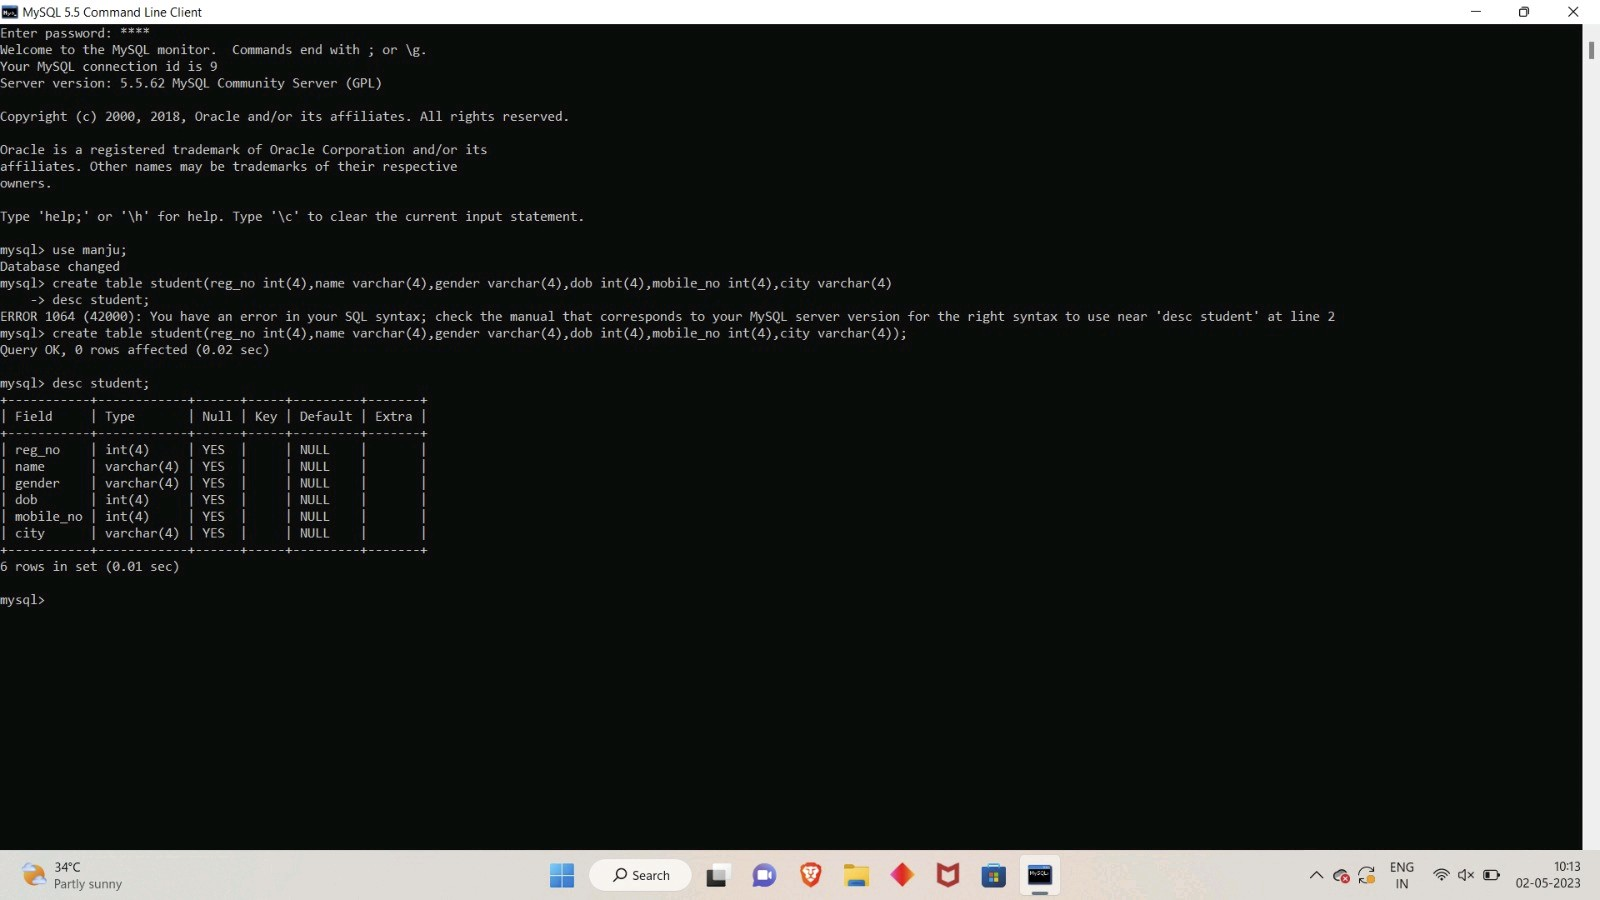 MySQL 5.5 Command Line Client
Enter password: ****
Welcome to the MySQL monitor.  Commands end with ; or \g.
Your MySQL connection id is 9
Server version: 5.5.62 MySQL Community Server (GPL)
Copyright (c) 2000, 2018, Oracle and/or its affiliates. All rights reserved.
Oracle is a registered trademark of Oracle Corporation and/or its
affiliates. Other names may be trademarks of their respective
owners.
Type 'help;' or '\h' for help. Type '\c' to clear the current input statement.
mysql> use manju;
Database changed
mysql> create table student(reg_no int(4),name varchar(4),gender varchar(4),dob int(4),mobile_no int(4),city varchar(4)
    -> desc student;
ERROR 1064 (42000): You have an error in your SQL syntax; check the manual that corresponds to your MySQL server version for the right syntax to use near 'desc student' at line 2
mysql> create table student(reg_no int(4),name varchar(4),gender varchar(4),dob int(4),mobile_no int(4),city varchar(4));
Query OK, 0 rows affected (0.02 sec)
mysql> desc student;
+-----------+------------+------+-----+---------+-------+
| Field     | Type       | Null | Key | Default | Extra |
+-----------+------------+------+-----+---------+-------+
| reg_no    | int(4)     | YES  |     | NULL    |       |
| name      | varchar(4) | YES  |     | NULL    |       |
| gender    | varchar(4) | YES  |     | NULL    |       |
| dob       | int(4)     | YES  |     | NULL    |       |
| mobile_no | int(4)     | YES  |     | NULL    |       |
| city      | varchar(4) | YES  |     | NULL    |       |
+-----------+------------+------+-----+---------+-------+
6 rows in set (0.01 sec)
mysql>
34°C
Partly sunny
Search
MySQL
ENG
IN
10:13
02-05-2023